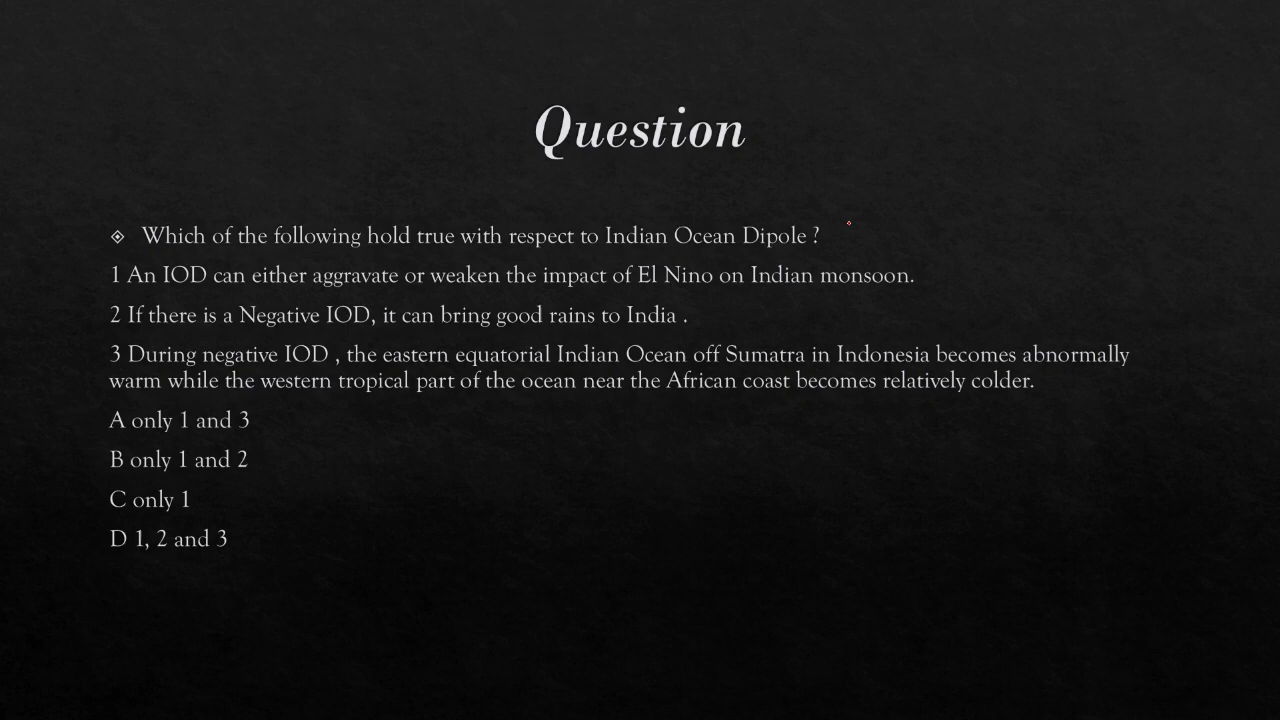 Question
Which of the following hold true with respect to Indian Ocean Dipole ?
1 An IOD can either aggravate or weaken the impact of El Nino on Indian monsoon.
2 If there is a Negative IOD, it can bring good rains to India .
3 During negative IOD , the eastern equatorial Indian Ocean off Sumatra in Indonesia becomes abnormally
warm while the western tropical part of the ocean near the African coast becomes relatively colder.
A only 1 and 3
B only 1 and 2
C only 1
D 1, 2 and 3